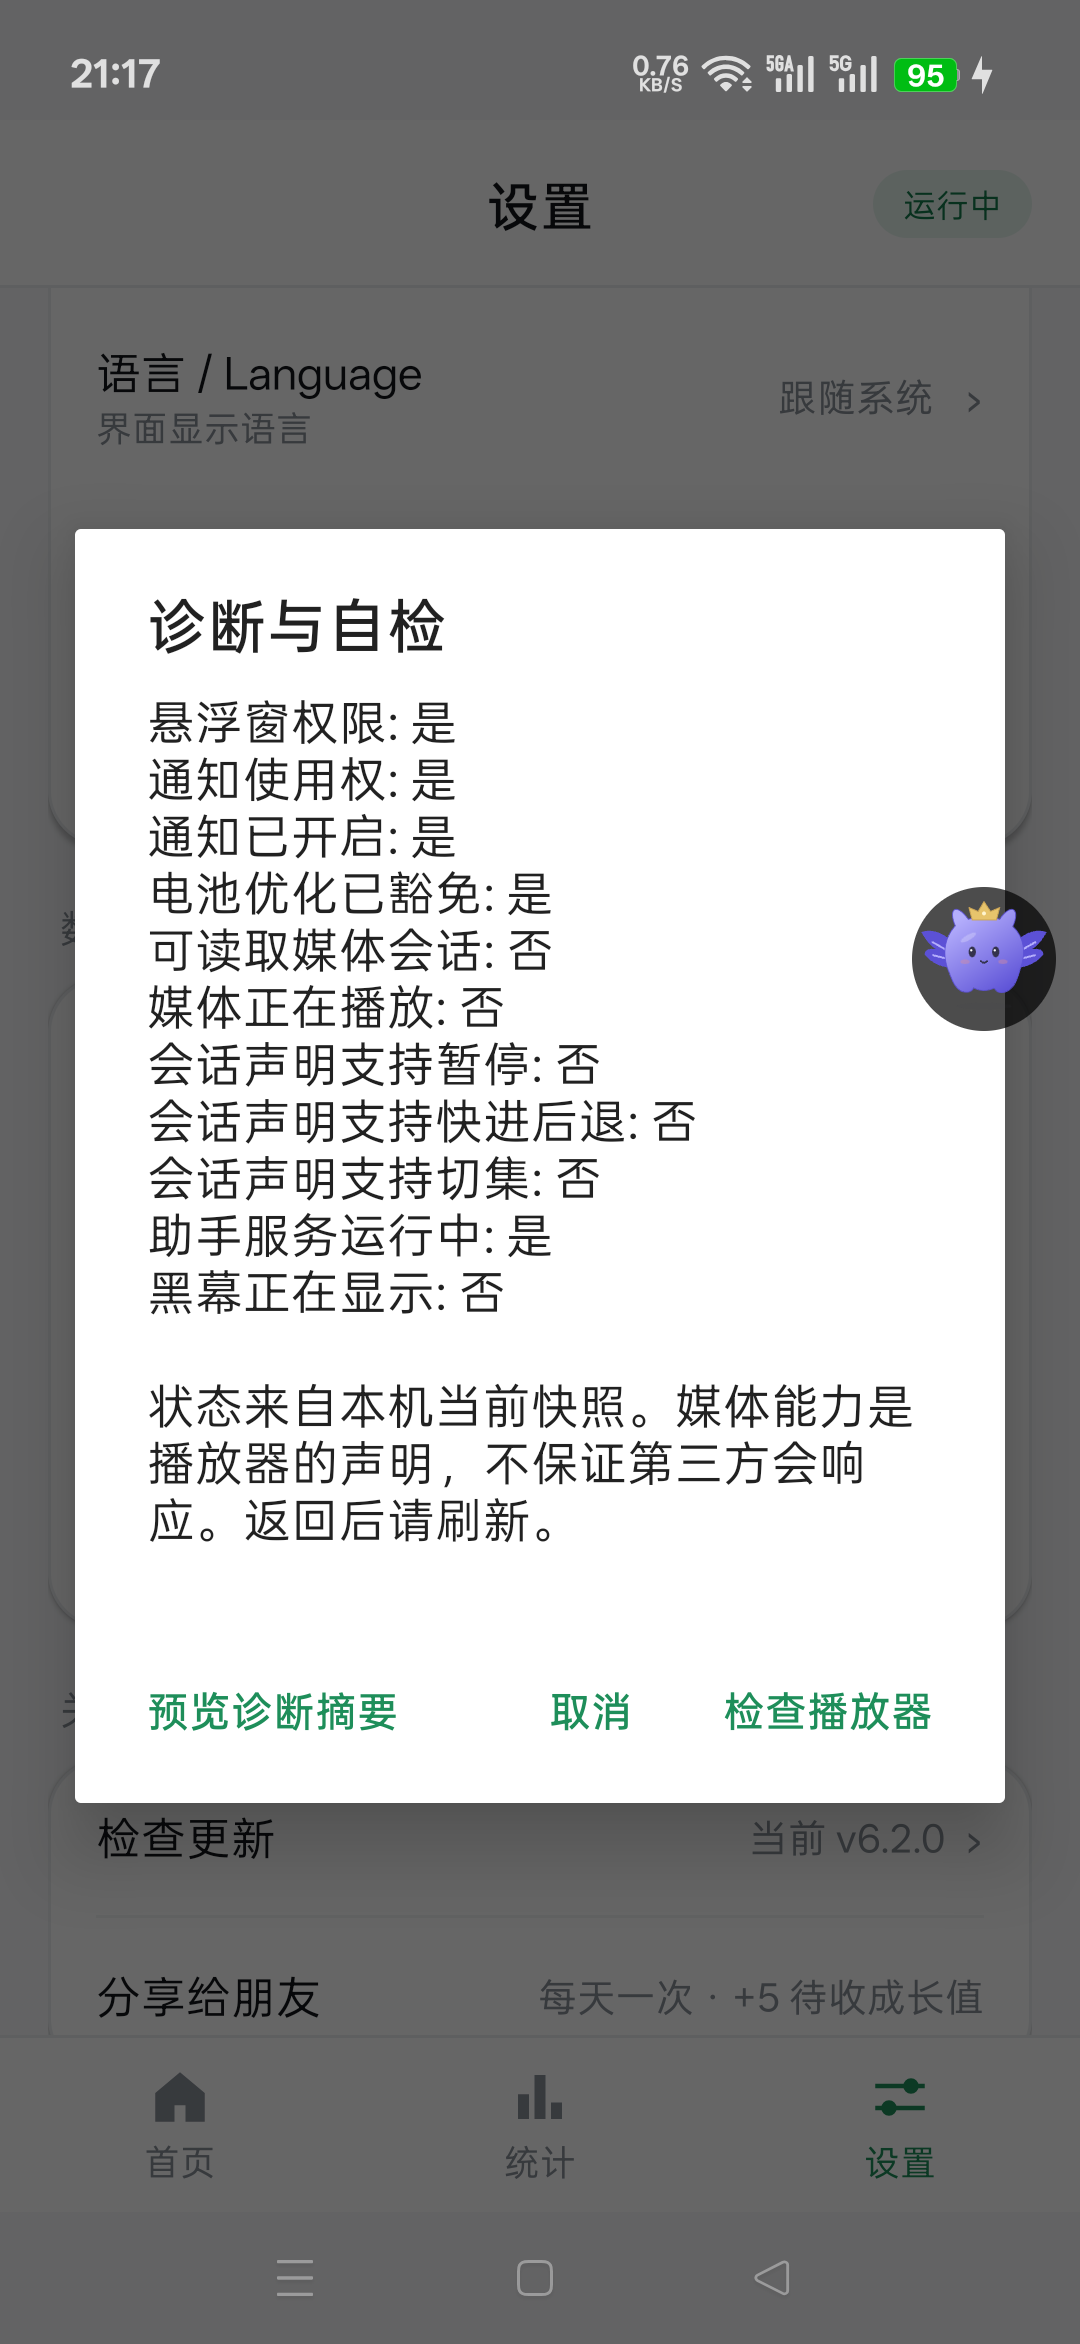 21:17
0.76
KB/S
5GA
5G
95
设置
运行中
语言 / Language
界面显示语言
跟随系统
诊断与自检
悬浮窗权限: 是
通知使用权: 是
通知已开启: 是
电池优化已豁免: 是
可读取媒体会话: 否
媒体正在播放: 否
会话声明支持暂停: 否
会话声明支持快进后退: 否
会话声明支持切集: 否
助手服务运行中: 是
黑幕正在显示: 否
状态来自本机当前快照。媒体能力是
播放器的声明，不保证第三方会响
应。返回后请刷新。
预览诊断摘要
取消
检查播放器
检查更新
当前 v6.2.0
分享给朋友
每天一次 · +5 待收成长值
首页
统计
设置